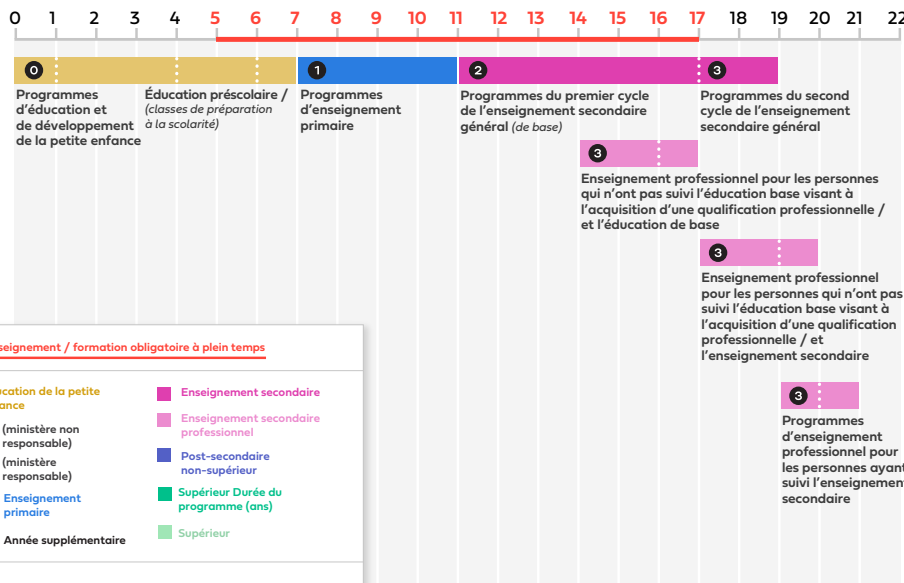 0 1 2 3 4 5 6 7 8 9 10 11 12 13 14 15 16 17 18 19 20 21 22
0
1
2
3
Programmes
d'éducation et
de développement
de la petite enfance
Éducation préscolaire /
(classes de préparation
à la scolarité)
Programmes
d'enseignement
primaire
Programmes du premier cycle
de l'enseignement secondaire
général (de base)
Programmes du second
cycle de l'enseignement
secondaire général
3
Enseignement professionnel pour les personnes
qui n'ont pas suivi l'éducation base visant à
l'acquisition d'une qualification professionnelle /
et l'éducation de base
3
Enseignement professionnel
pour les personnes qui n'ont pas
suivi l'éducation base visant à
l'acquisition d'une qualification
professionnelle / et
l'enseignement secondaire
3
Programmes
d'enseignement
professionnel pour
les personnes ayant
suivi l'enseignement
secondaire
seignement / formation obligatoire à plein temps
ucation de la petite
ance
(ministère non
responsable)
(ministère
responsable)
Enseignement
primaire
Année supplémentaire
Enseignement secondaire
Enseignement secondaire
professionnel
Post-secondaire
non-supérieur
Supérieur Durée du
programme (ans)
Supérieur